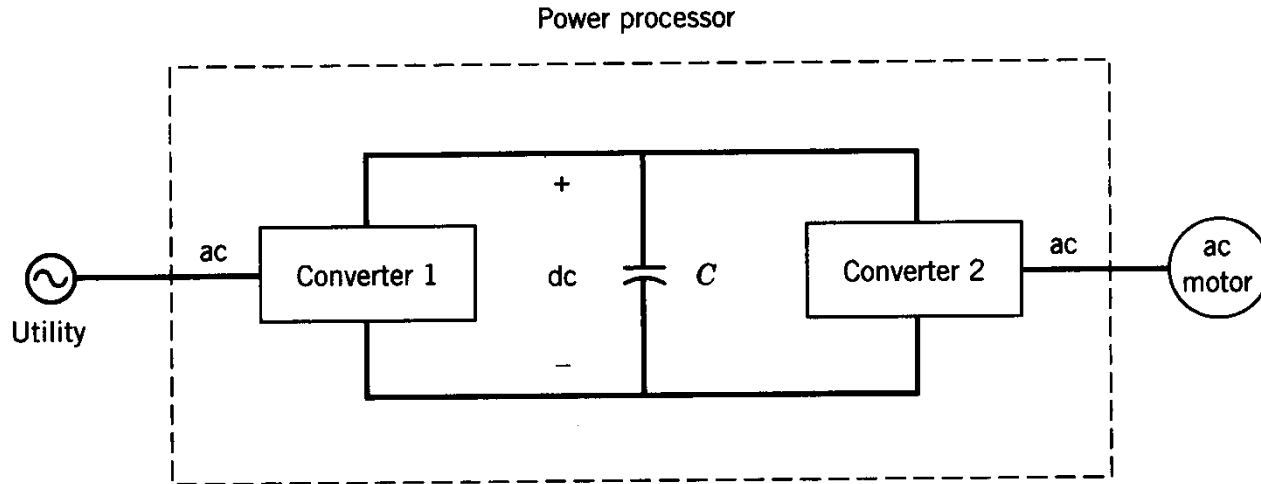 Power processor
ac
Converter 1
+
dc
−
C
Converter 2
ac
ac
motor
Utility